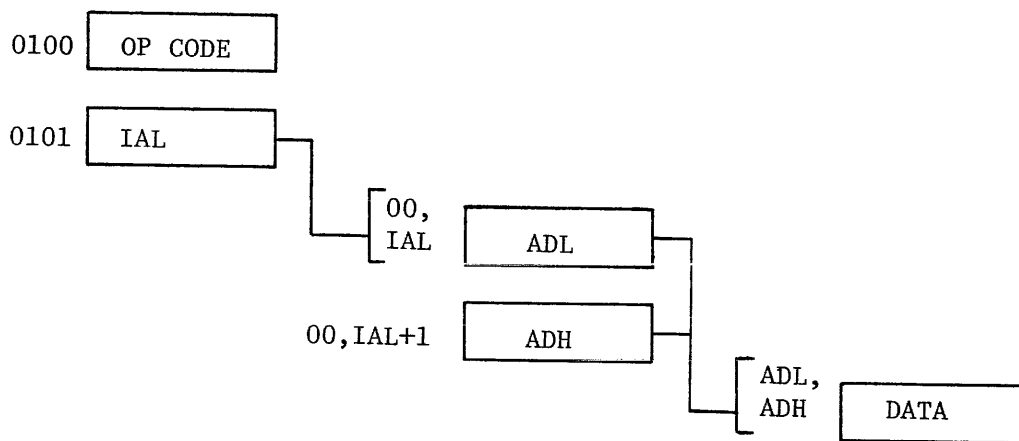 0100 OP CODE
0101 IAL
00,
IAL
ADL
00,IAL+1 ADH
ADL,
ADH
DATA